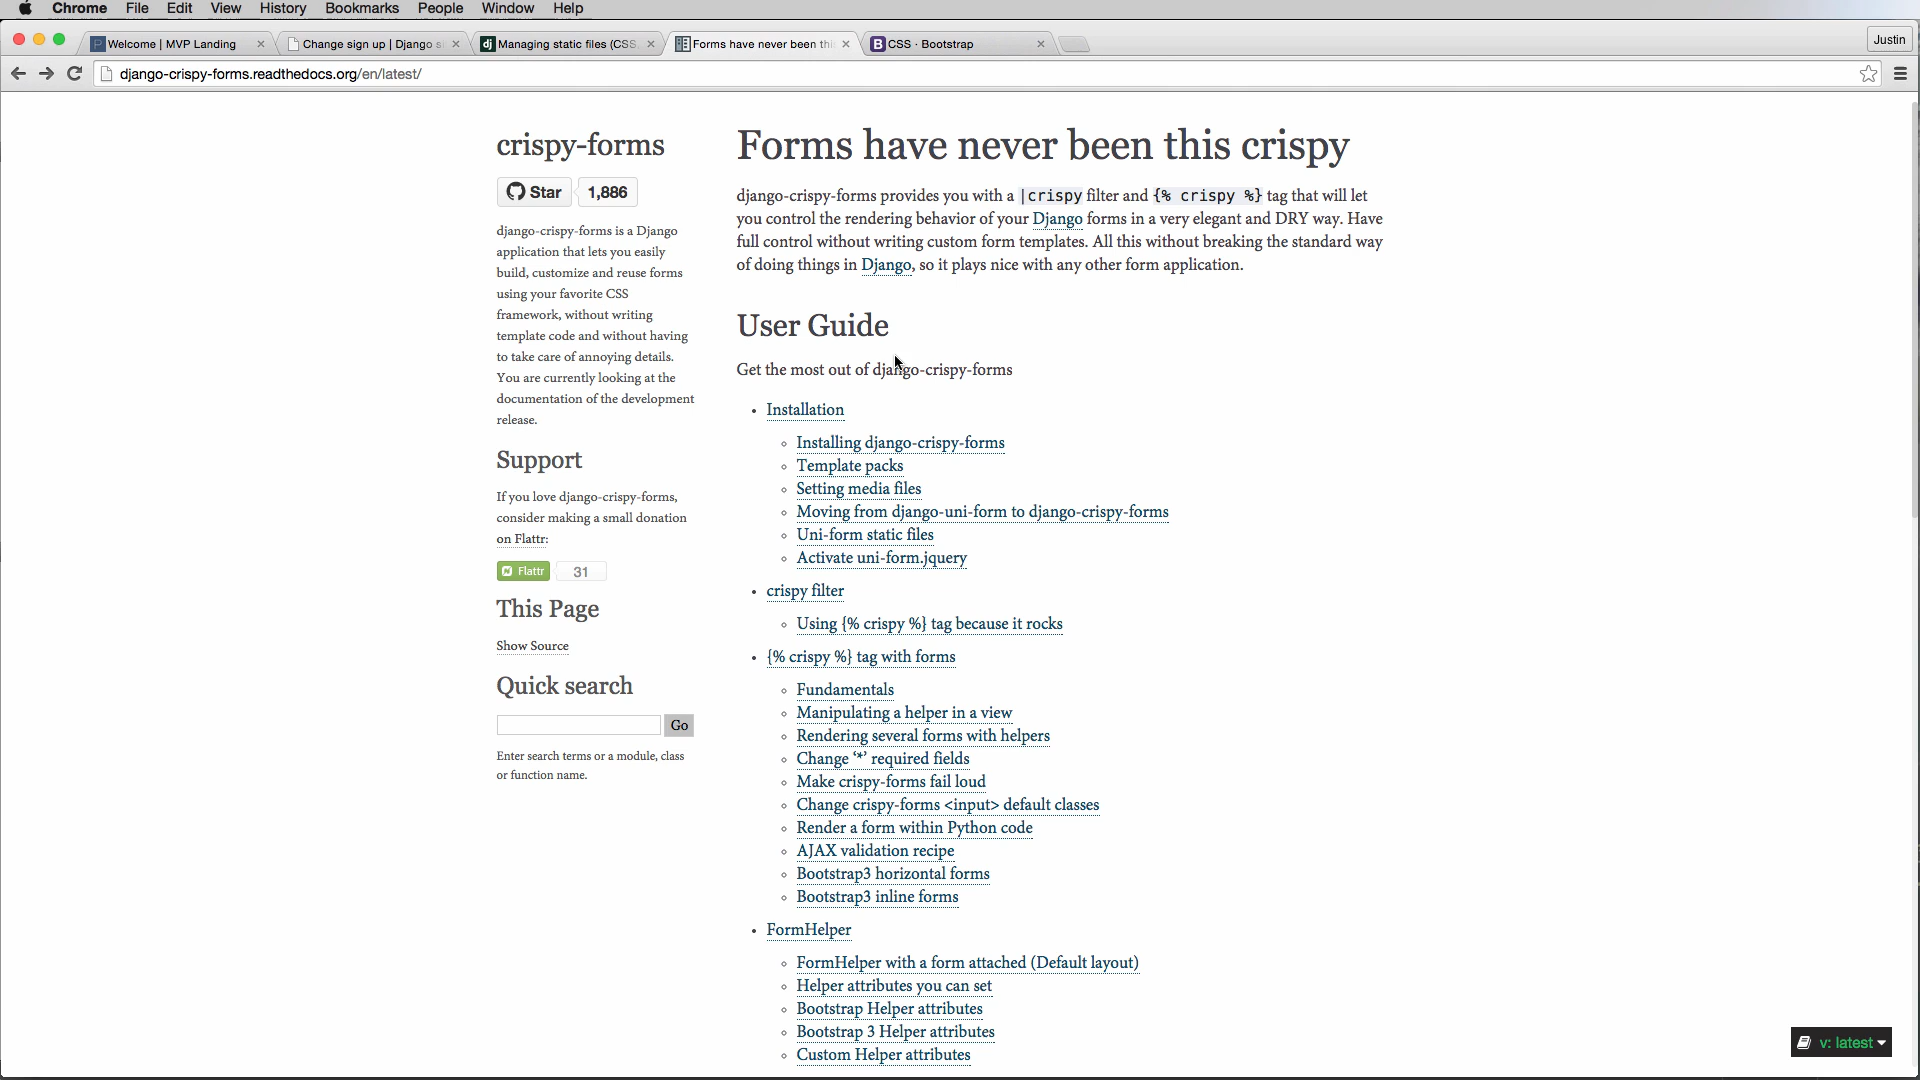 Chrome File Edit View History Bookmarks People Window Help
Welcome | MVP Landing
Change sign up | Django s
dj Managing static files (CSS,
Forms have never been thi
B CSS · Bootstrap
Justin
django-crispy-forms.readthedocs.org/en/latest/
crispy-forms
Star 1,886
django-crispy-forms is a Django
application that lets you easily
build, customize and reuse forms
using your favorite CSS
framework, without writing
template code and without having
to take care of annoying details.
You are currently looking at the
documentation of the development
release.
Support
If you love django-crispy-forms,
consider making a small donation
on Flattr:
Flattr 31
This Page
Show Source
Quick search
Go
Enter search terms or a module, class
or function name.
Forms have never been this crispy
django-crispy-forms provides you with a |crispy filter and {% crispy %} tag that will let
you control the rendering behavior of your Django forms in a very elegant and DRY way. Have
full control without writing custom form templates. All this without breaking the standard way
of doing things in Django, so it plays nice with any other form application.
User Guide
Get the most out of django-crispy-forms
Installation
Installing django-crispy-forms
Template packs
Setting media files
Moving from django-uni-form to django-crispy-forms
Uni-form static files
Activate uni-form.jquery
crispy filter
Using {% crispy %} tag because it rocks
{% crispy %} tag with forms
Fundamentals
Manipulating a helper in a view
Rendering several forms with helpers
Change ‘*’ required fields
Make crispy-forms fail loud
Change crispy-forms <input> default classes
Render a form within Python code
AJAX validation recipe
Bootstrap3 horizontal forms
Bootstrap3 inline forms
FormHelper
FormHelper with a form attached (Default layout)
Helper attributes you can set
Bootstrap Helper attributes
Bootstrap 3 Helper attributes
Custom Helper attributes
v: latest